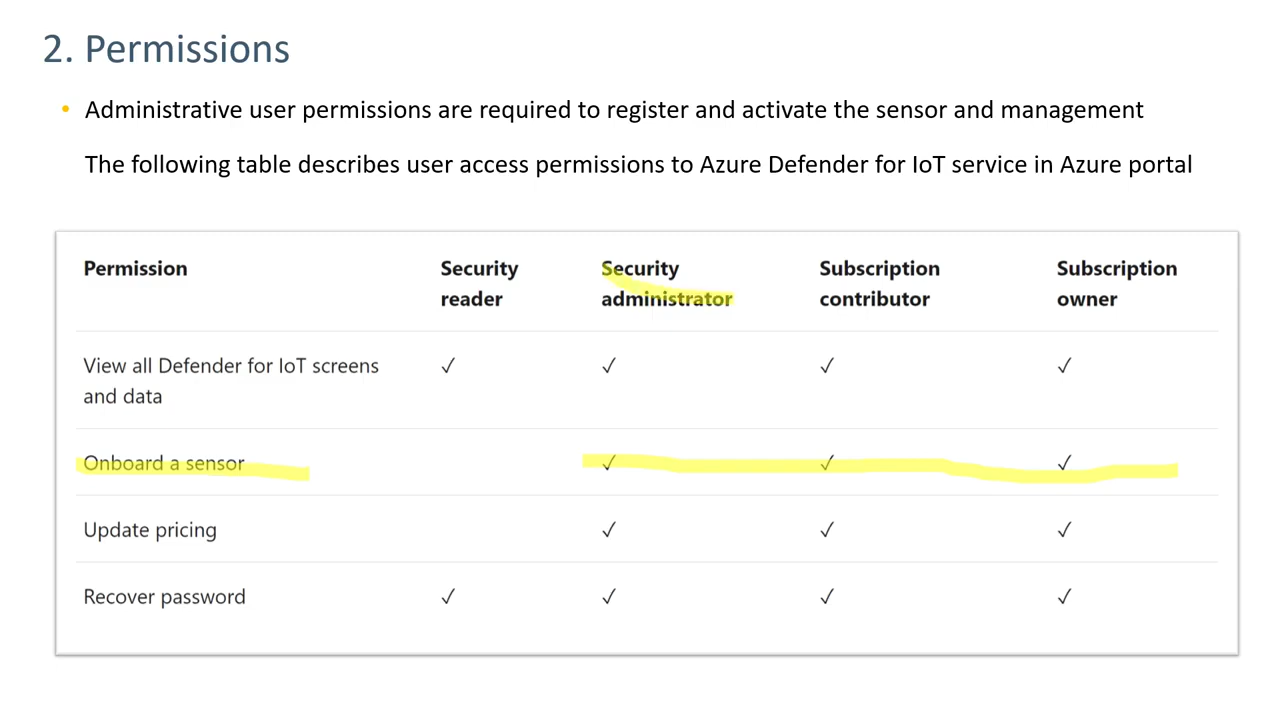 2. Permissions
• Administrative user permissions are required to register and activate the sensor and management
The following table describes user access permissions to Azure Defender for IoT service in Azure portal
Permission Security reader Security administrator Subscription contributor Subscription owner
View all Defender for IoT screens and data ✓ ✓ ✓ ✓
Onboard a sensor ✓ ✓ ✓
Update pricing ✓ ✓ ✓
Recover password ✓ ✓ ✓ ✓